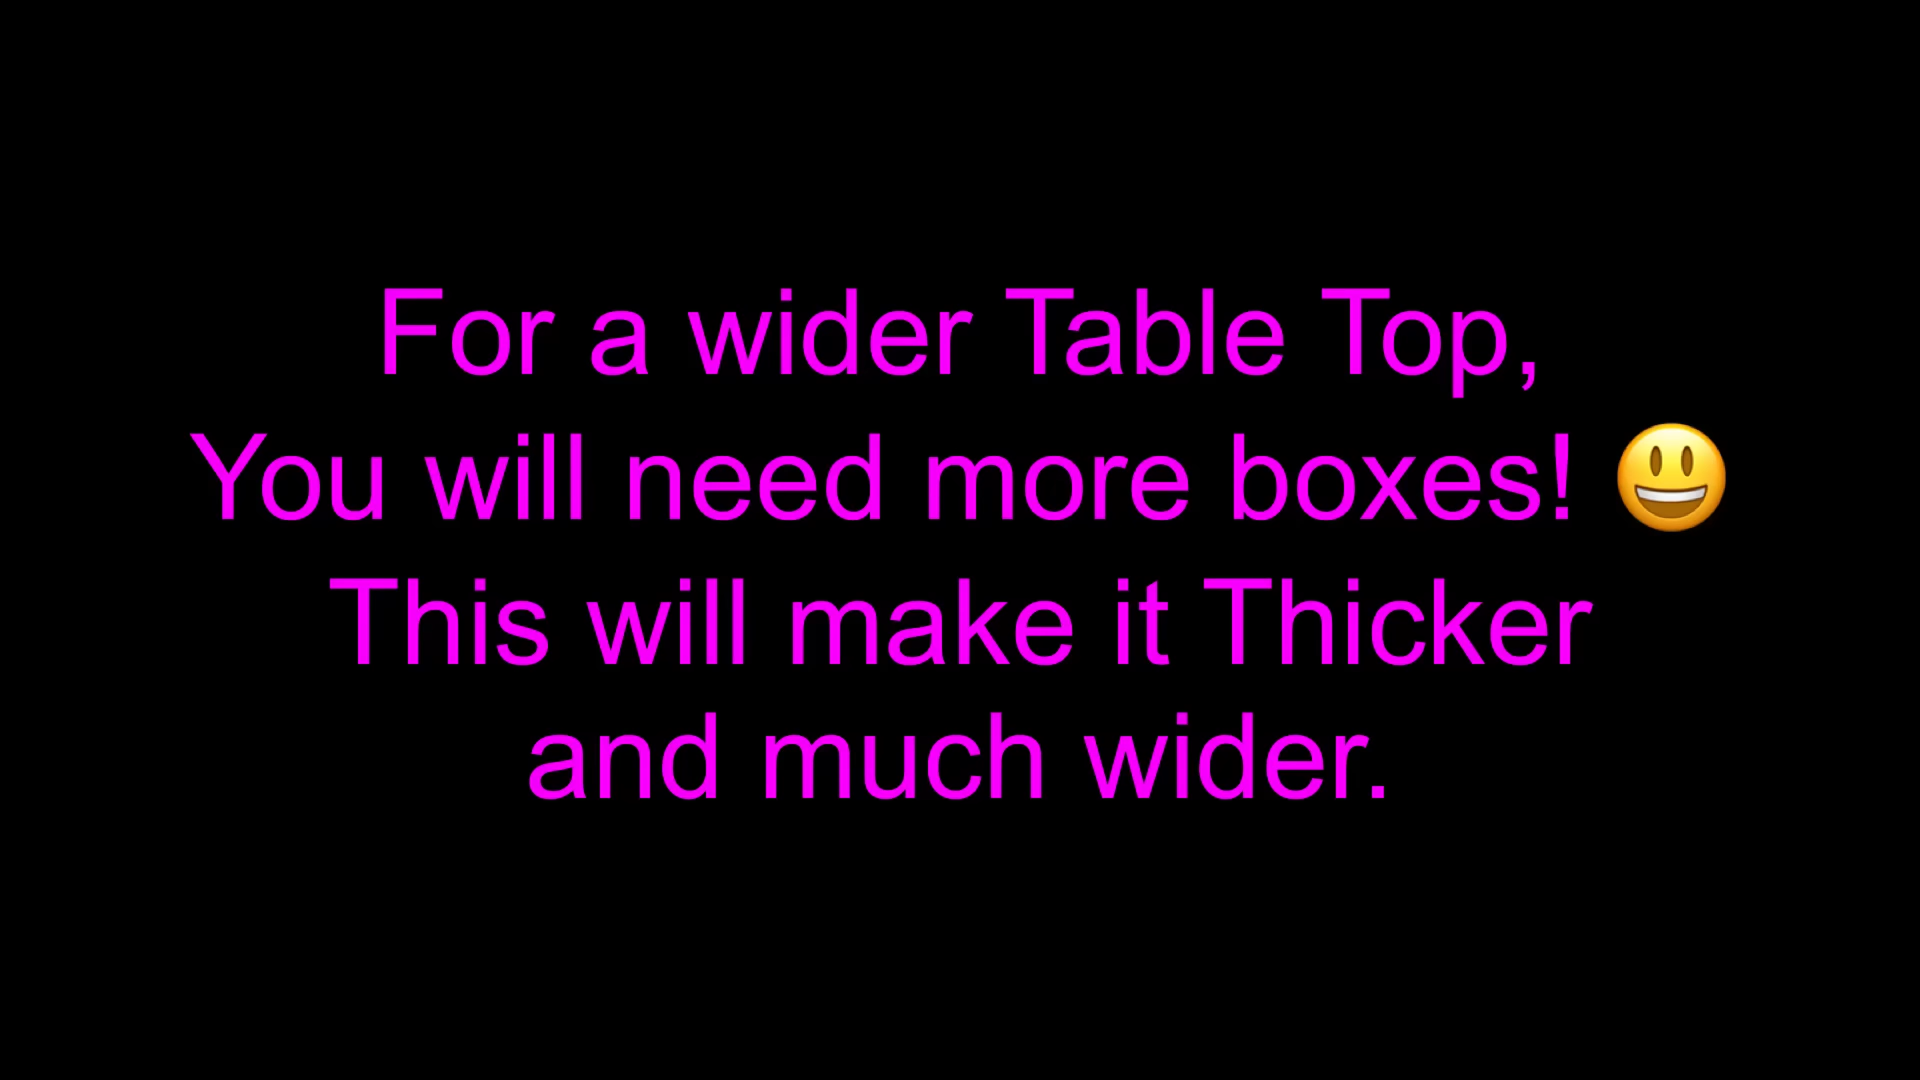 For a wider Table Top,
You will need more boxes! 😃
This will make it Thicker
and much wider.